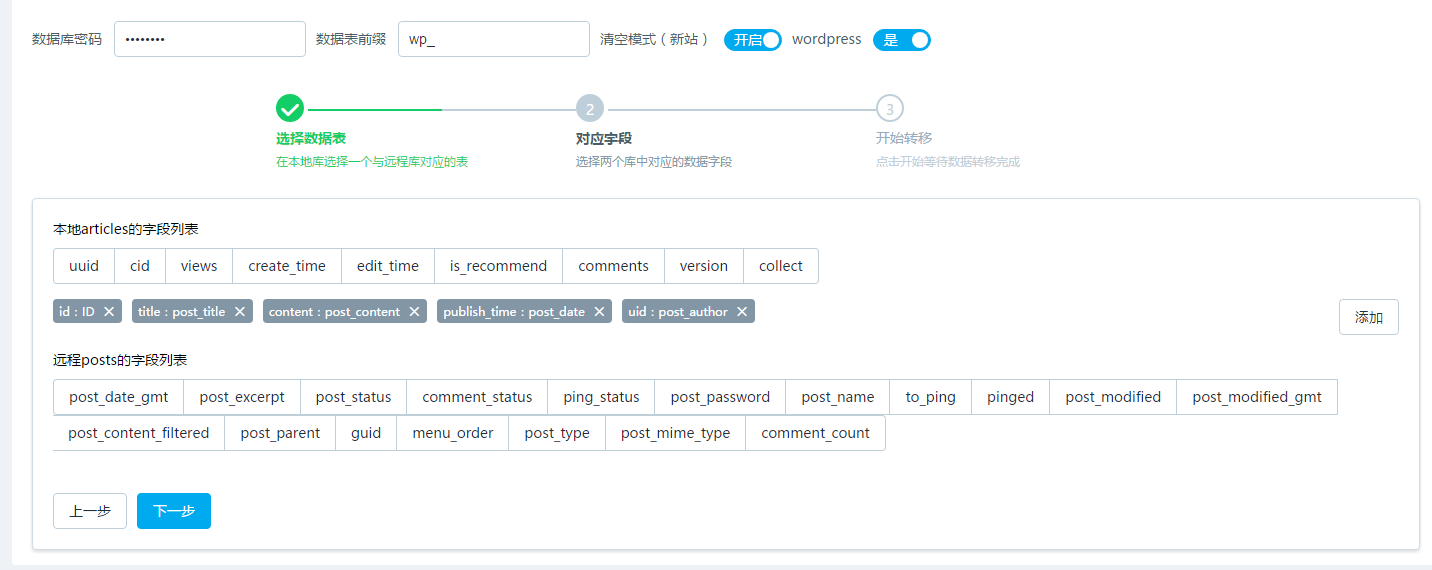 数据库密码 •••••••• 数据表前缀 wp_ 清空模式（新站） 开启 wordpress 是
2 3
选择数据表 对应字段 开始转移
在本地库选择一个与远程库对应的表 选择两个库中对应的数据字段 点击开始等待数据转移完成
本地articles的字段列表
uuid cid views create_time edit_time is_recommend comments version collect
id : ID ✕ title : post_title ✕ content : post_content ✕ publish_time : post_date ✕ uid : post_author ✕ 添加
远程posts的字段列表
post_date_gmt post_excerpt post_status comment_status ping_status post_password post_name to_ping pinged post_modified post_modified_gmt
post_content_filtered post_parent guid menu_order post_type post_mime_type comment_count
上一步 下一步